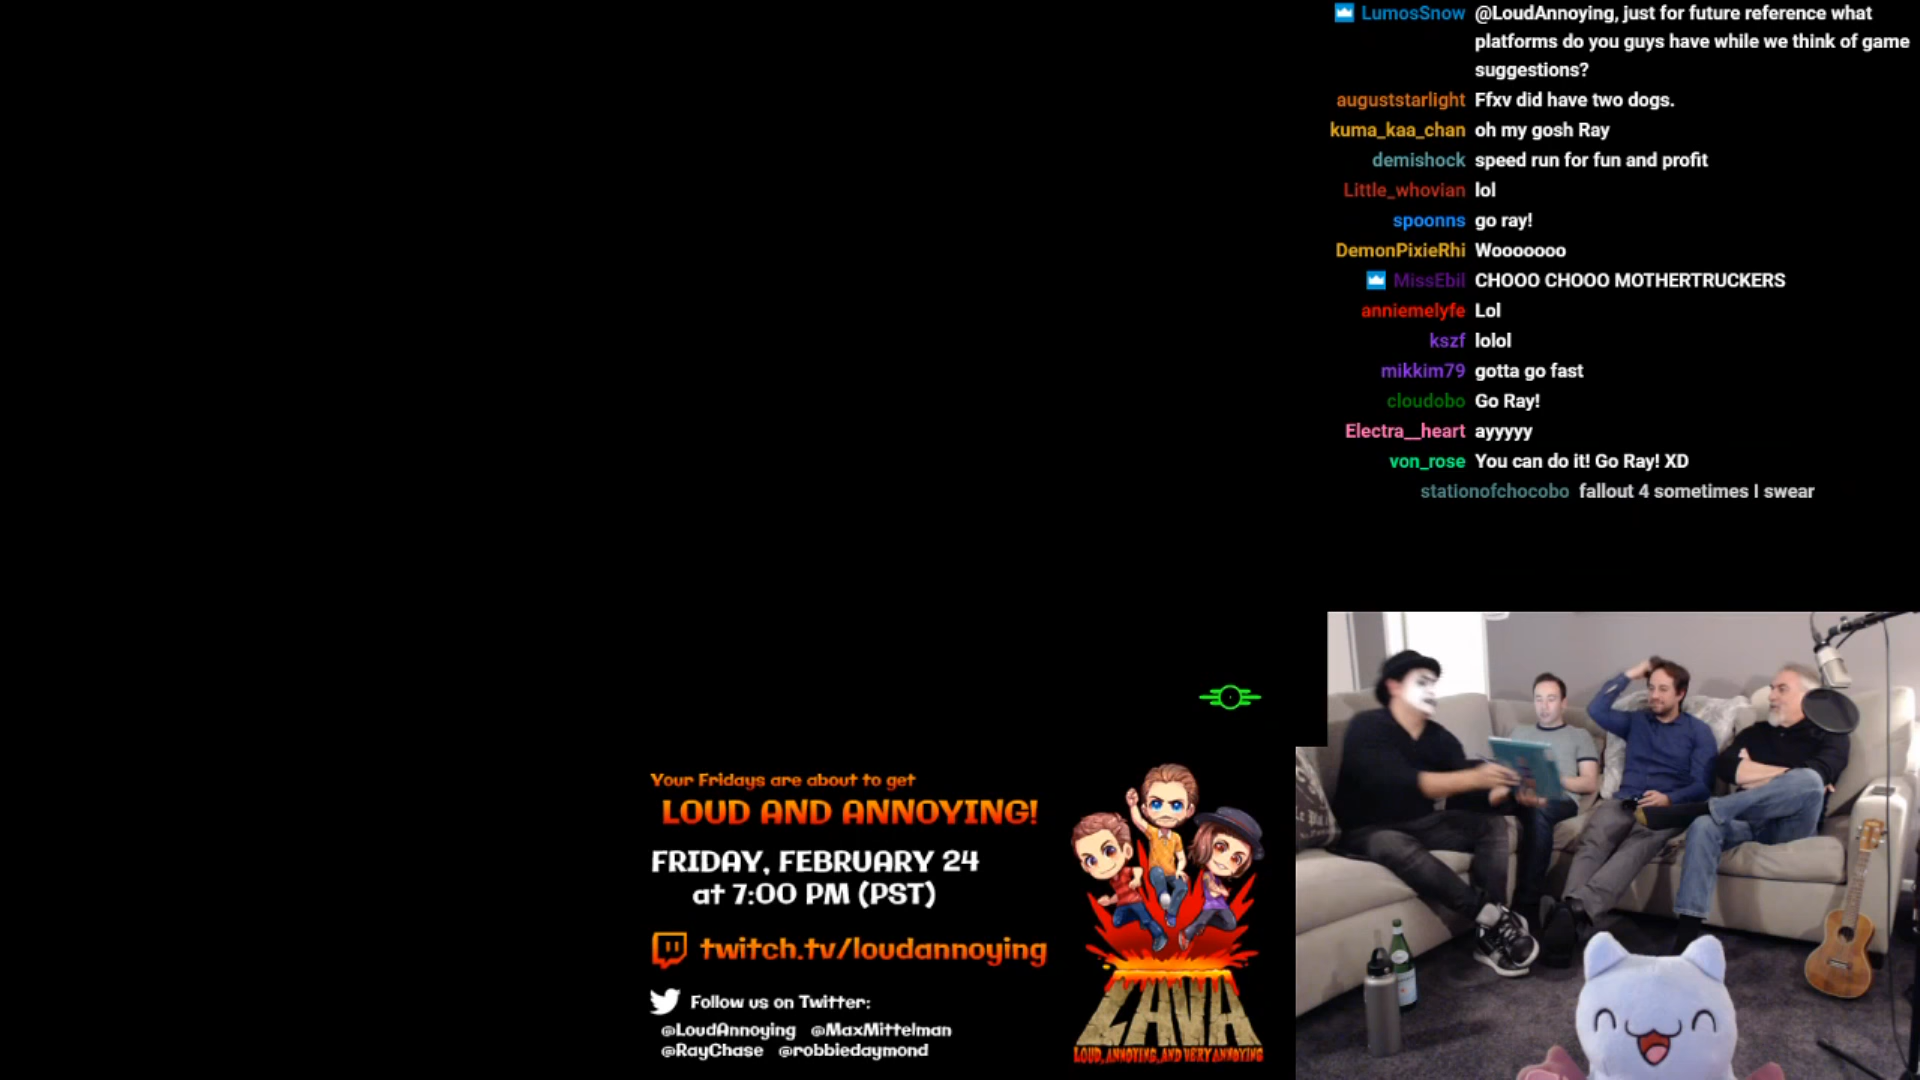 LumosSnow @LoudAnnoying, just for future reference what
platforms do you guys have while we think of game
suggestions?
auguststarlight Ffxv did have two dogs.
kuma_kaa_chan oh my gosh Ray
demishock speed run for fun and profit
Little_whovian lol
spoonns go ray!
DemonPixieRhi Wooooooo
MissEbil CHOOO CHOOO MOTHERTRUCKERS
anniemelyfe Lol
kszf lolol
mikkim79 gotta go fast
cloudobo Go Ray!
Electra__heart ayyyyy
von_rose You can do it! Go Ray! XD
stationofchocobo fallout 4 sometimes I swear
Your Fridays are about to get
LOUD AND ANNOYING!
FRIDAY, FEBRUARY 24
at 7:00 PM (PST)
twitch.tv/loudannoying
Follow us on Twitter:
@LoudAnnoying @MaxMittelman
@RayChase @robbiedaymond
LAVA
LOUD, ANNOYING, AND VERY ANNOYING